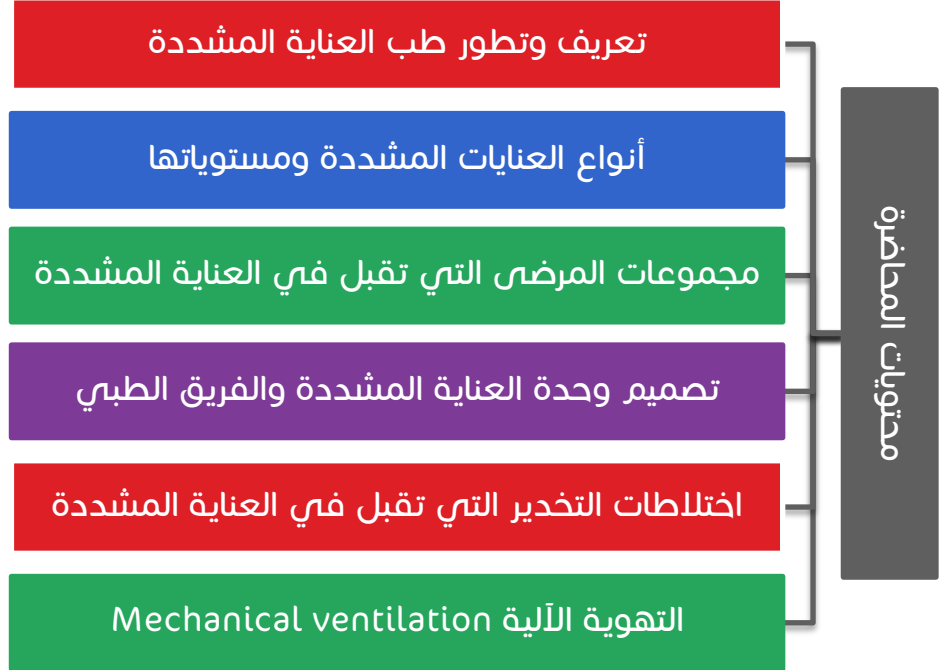 محتويات المحاضرة
تعريف وتطور طب العناية المشددة
أنواع العنايات المشددة ومستوياتها
مجموعات المرضى التي تقبل في العناية المشددة
تصميم وحدة العناية المشددة والفريق الطبي
اختلاطات التخدير التي تقبل في العناية المشددة
التهوية الآلية Mechanical ventilation